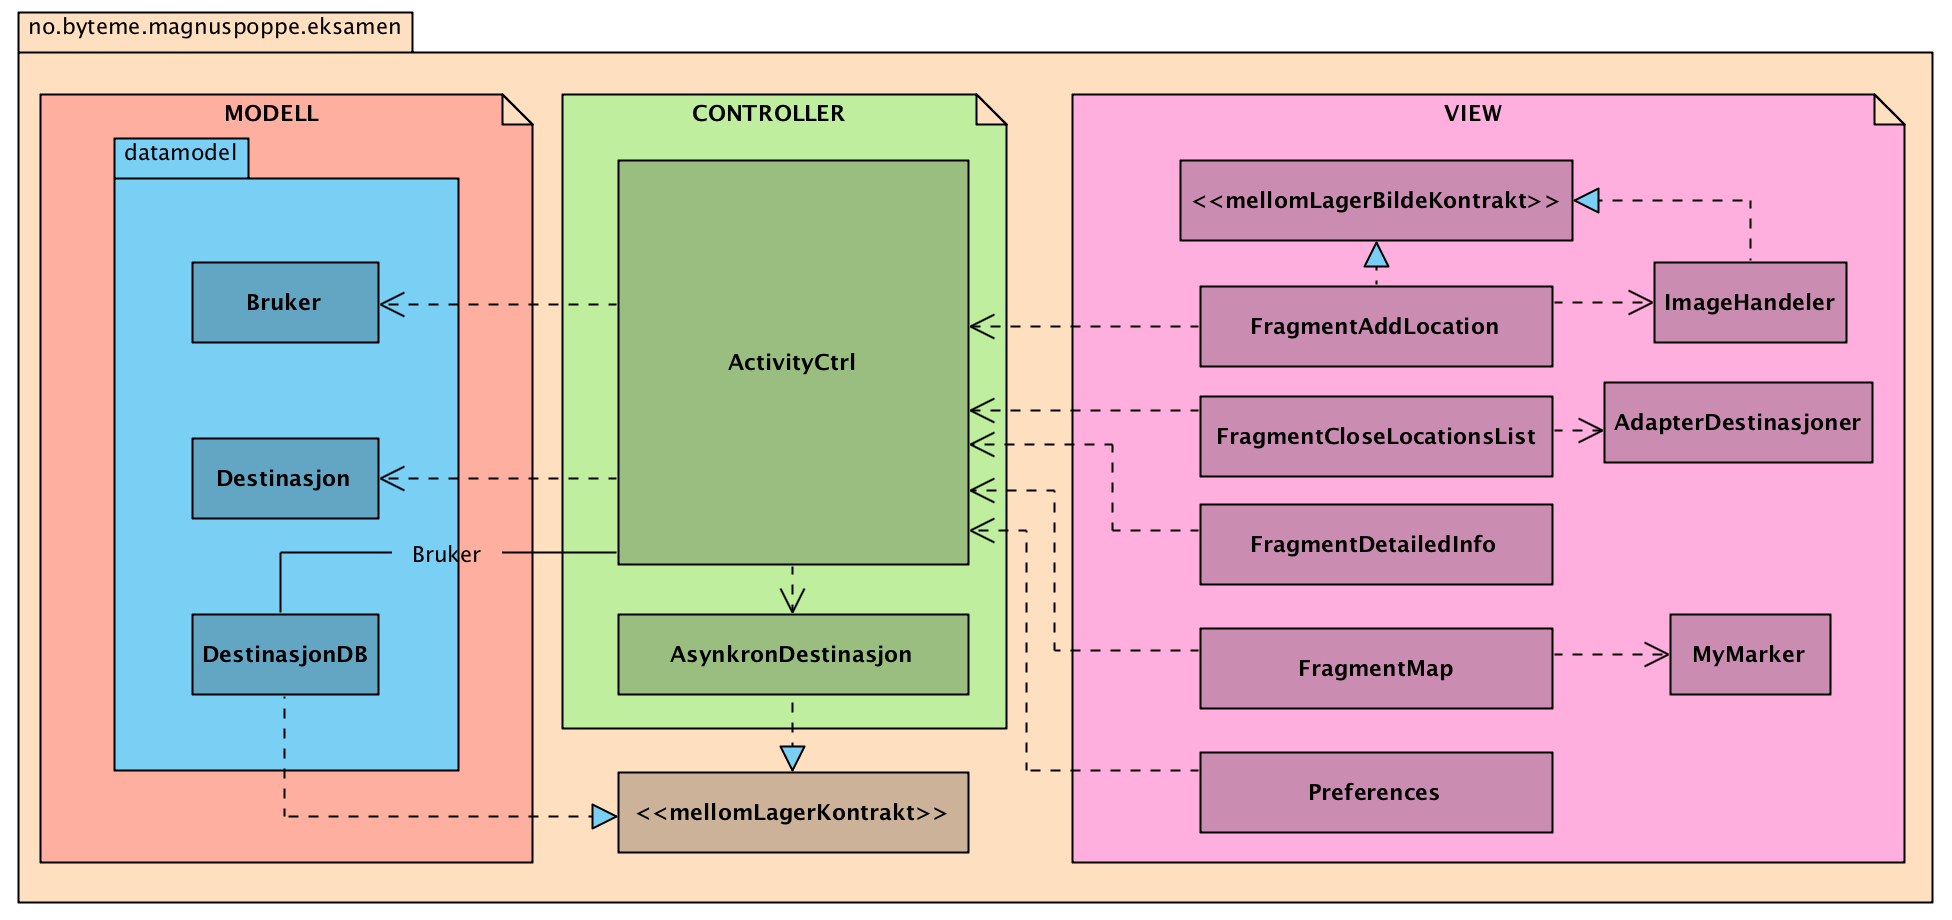 no.byteme.magnuspoppe.eksamen
MODELL
datamodel
Bruker
Destinasjon
Bruker
DestinasjonDB
CONTROLLER
ActivityCtrl
AsynkronDestinasjon
<<mellomLagerKontrakt>>
VIEW
<<mellomLagerBildeKontrakt>>
ImageHandeler
FragmentAddLocation
AdapterDestinasjoner
FragmentCloseLocationsList
FragmentDetailedInfo
FragmentMap
MyMarker
Preferences